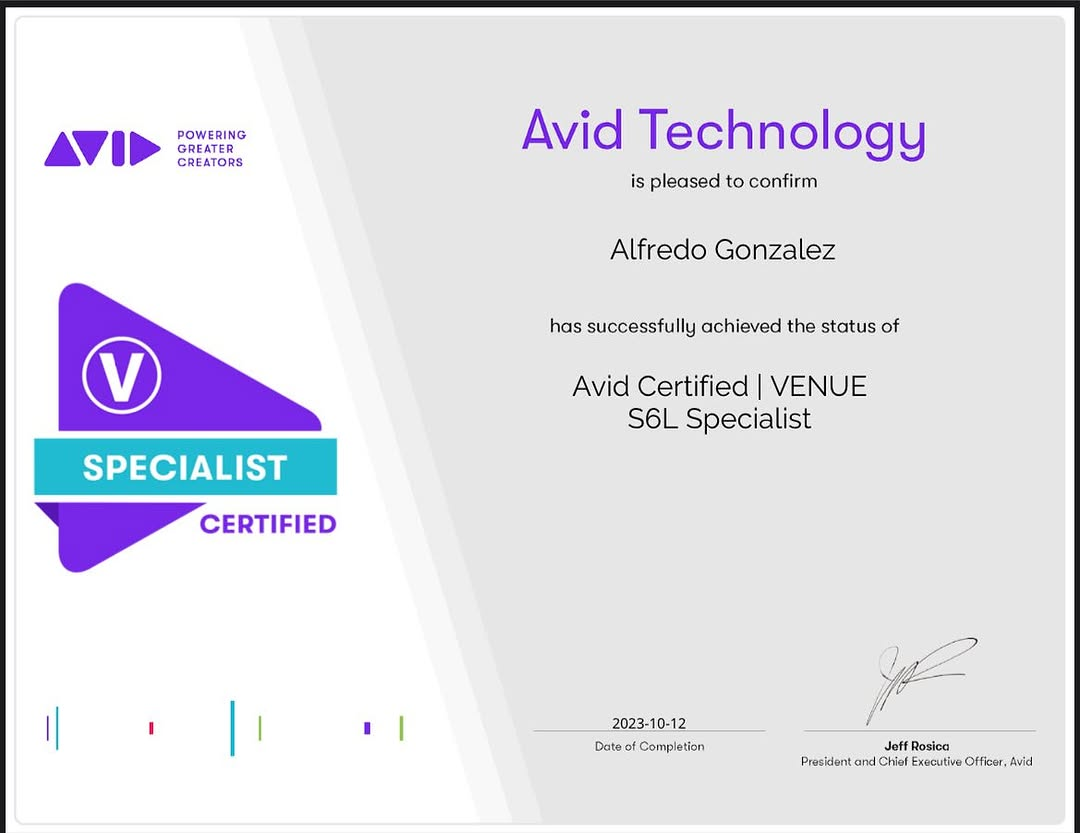 AVID
POWERING
GREATER
CREATORS
Avid Technology
is pleased to confirm
Alfredo Gonzalez
has successfully achieved the status of
Avid Certified | VENUE
S6L Specialist
V
SPECIALIST
CERTIFIED
2023-10-12
Date of Completion
Jeff Rosica
President and Chief Executive Officer, Avid